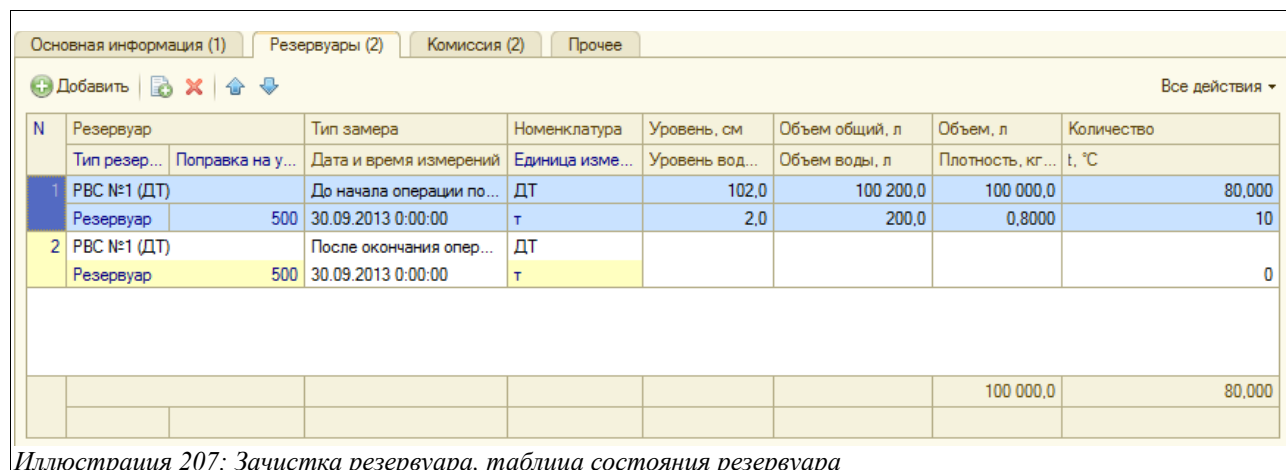 Основная информация (1) Резервуары (2) Комиссия (2) Прочее
Добавить Все действия
N Резервуар Тип замера Номенклатура Уровень, см Объем общий, л Объем, л Количество
Тип резер... Поправка на у... Дата и время измерений Единица изме... Уровень вод... Объем воды, л Плотность, кг... t, °C
1 РВС №1 (ДТ) До начала операции по... ДТ 102,0 100 200,0 100 000,0 80,000
Резервуар 500 30.09.2013 0:00:00 т 2,0 200,0 0,8000 10
2 РВС №1 (ДТ) После окончания опер... ДТ
Резервуар 500 30.09.2013 0:00:00 т 0
100 000,0 80,000
Иллюстрация 207: Зачистка резервуара, таблица состояния резервуара